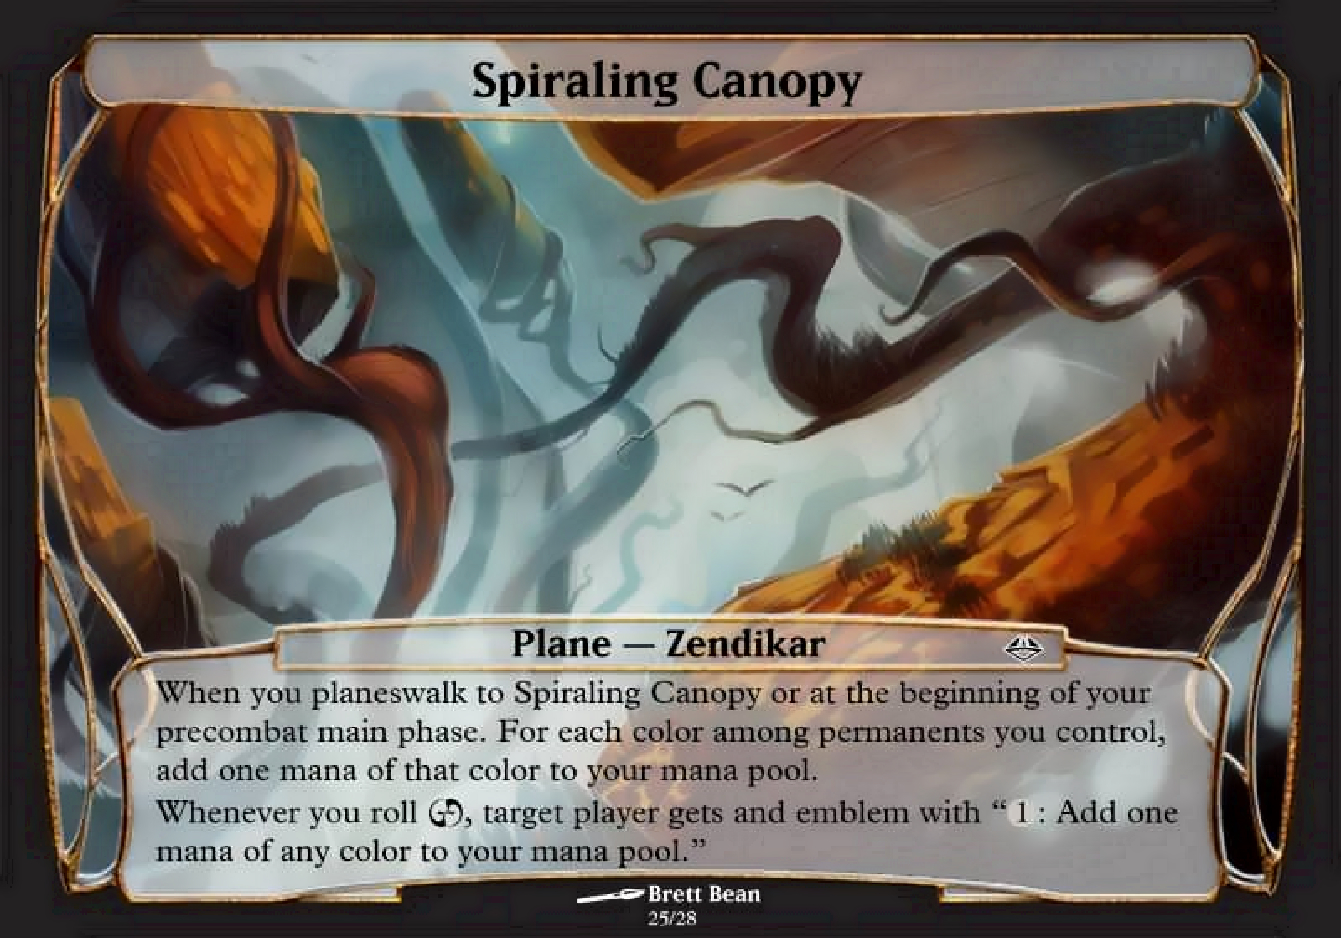 Spiraling Canopy
Plane — Zendikar
When you planeswalk to Spiraling Canopy or at the beginning of your
precombat main phase. For each color among permanents you control,
add one mana of that color to your mana pool.
Whenever you roll , target player gets and emblem with “ 1 : Add one
mana of any color to your mana pool.”
Brett Bean
25/28